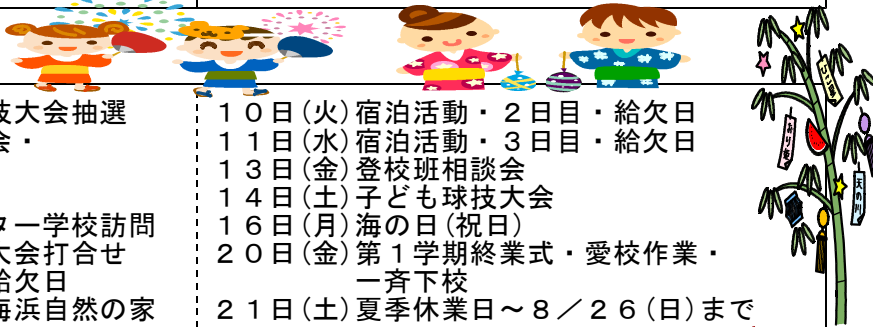 技大会抽選
会・
ター学校訪問
大会打合せ
給欠日
海浜自然の家
１０日(火)宿泊活動・２日目・給欠日
１１日(水)宿泊活動・３日目・給欠日
１３日(金)登校班相談会
１４日(土)子ども球技大会
１６日(月)海の日(祝日)
２０日(金)第１学期終業式・愛校作業・
一斉下校
２１日(土)夏季休業日～８／２６(日)まで
天の川